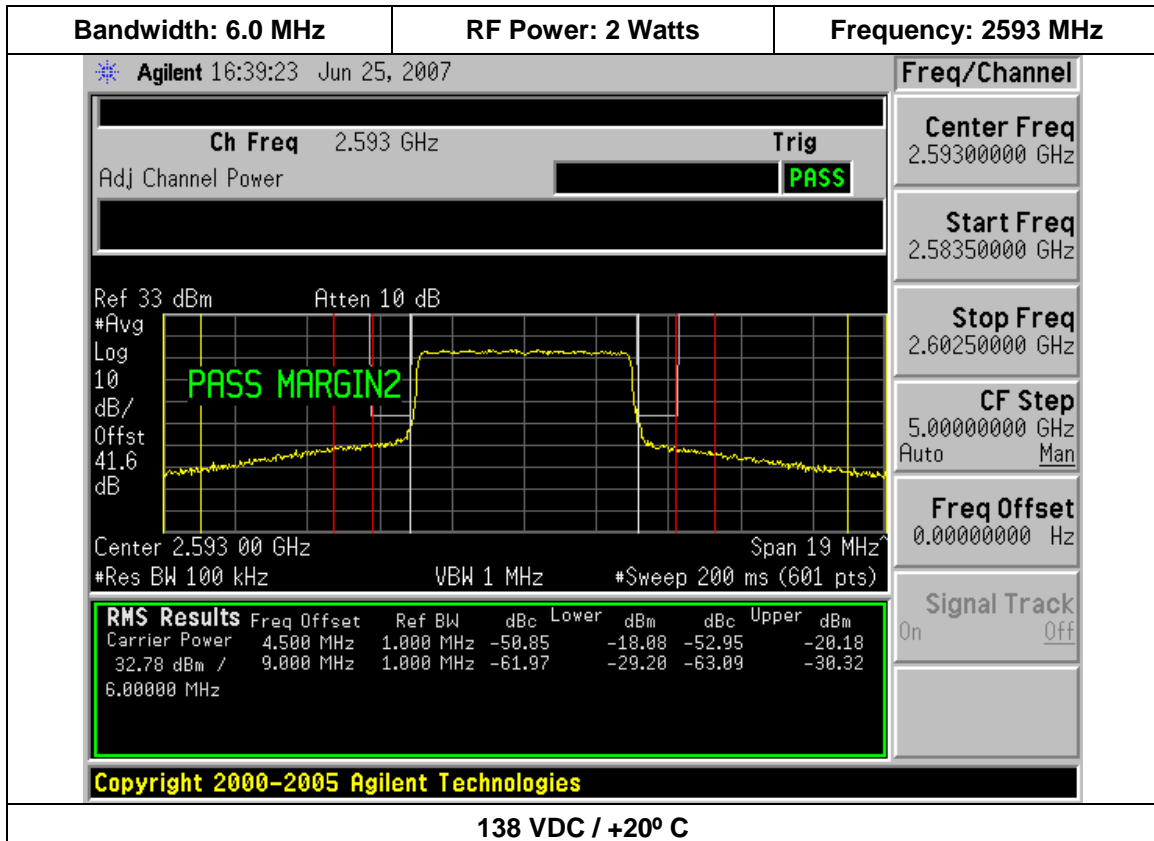 Bandwidth: 6.0 MHz RF Power: 2 Watts Frequency: 2593 MHz
Agilent 16:39:23 Jun 25, 2007 Freq/Channel
Ch Freq 2.593 GHz Trig
Adj Channel Power PASS
Center Freq
2.59300000 GHz
Start Freq
2.58350000 GHz
Stop Freq
2.60250000 GHz
CF Step
5.00000000 GHz
Auto Man
Freq Offset
0.00000000 Hz
Signal Track
On Off
Ref 33 dBm Atten 10 dB
#Avg
Log
10
dB/
Offst
41.6
dB
PASS MARGIN2
Center 2.593 00 GHz Span 19 MHz^
#Res BW 100 kHz VBW 1 MHz #Sweep 200 ms (601 pts)
RMS Results Freq Offset Ref BW dBc Lower dBm dBc Upper dBm
Carrier Power 4.500 MHz 1.000 MHz -50.85 -18.08 -52.95 -20.18
32.78 dBm / 9.000 MHz 1.000 MHz -61.97 -29.20 -63.09 -30.32
6.00000 MHz
Copyright 2000-2005 Agilent Technologies
138 VDC / +20º C